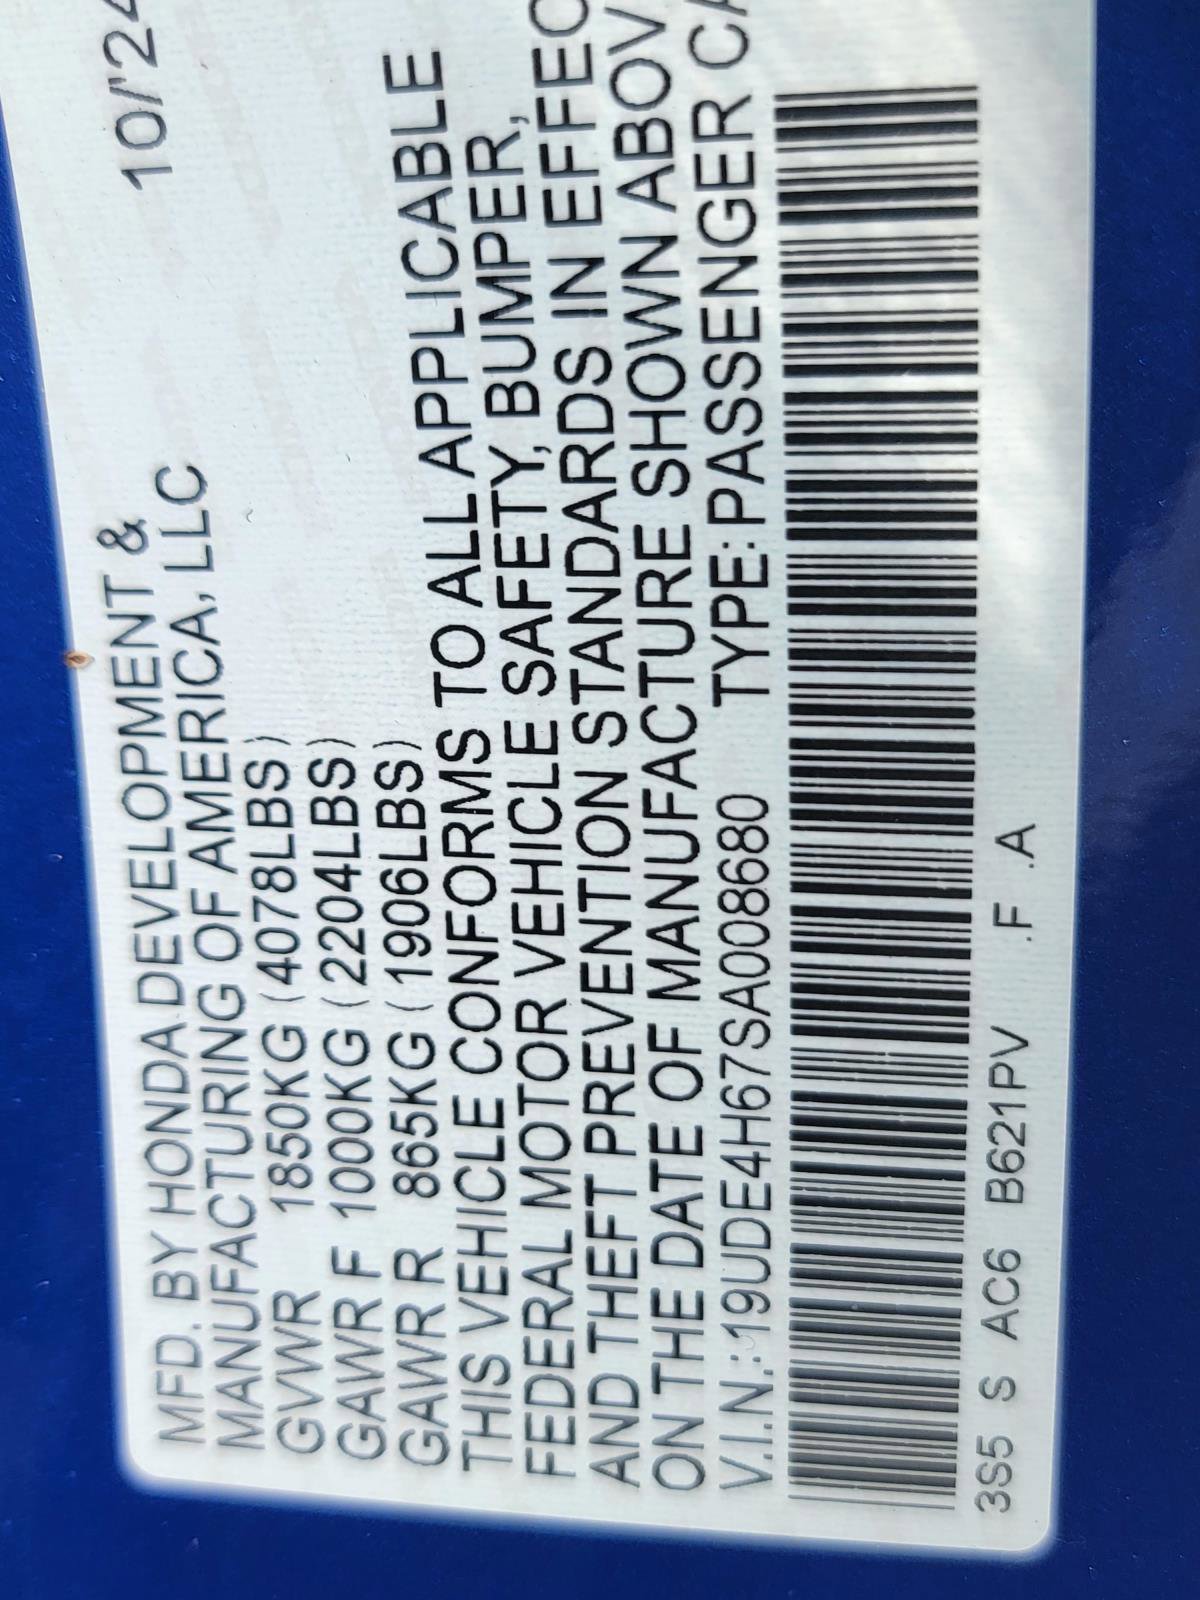 MFD. BY HONDA DEVELOPMENT &
MANUFACTURING OF AMERICA, LLC 10/'24
GVWR 1850KG (4078LBS)
GAWR F 1000KG (2204LBS)
GAWR R 865KG (1906LBS)
THIS VEHICLE CONFORMS TO ALL APPLICABLE
FEDERAL MOTOR VEHICLE SAFETY, BUMPER,
AND THEFT PREVENTION STANDARDS IN EFFEC
ON THE DATE OF MANUFACTURE SHOWN ABOV
V.I.N.:19UDE4H67SA008680 TYPE:PASSENGER CA
3S5 S AC6 B621PV .F .A